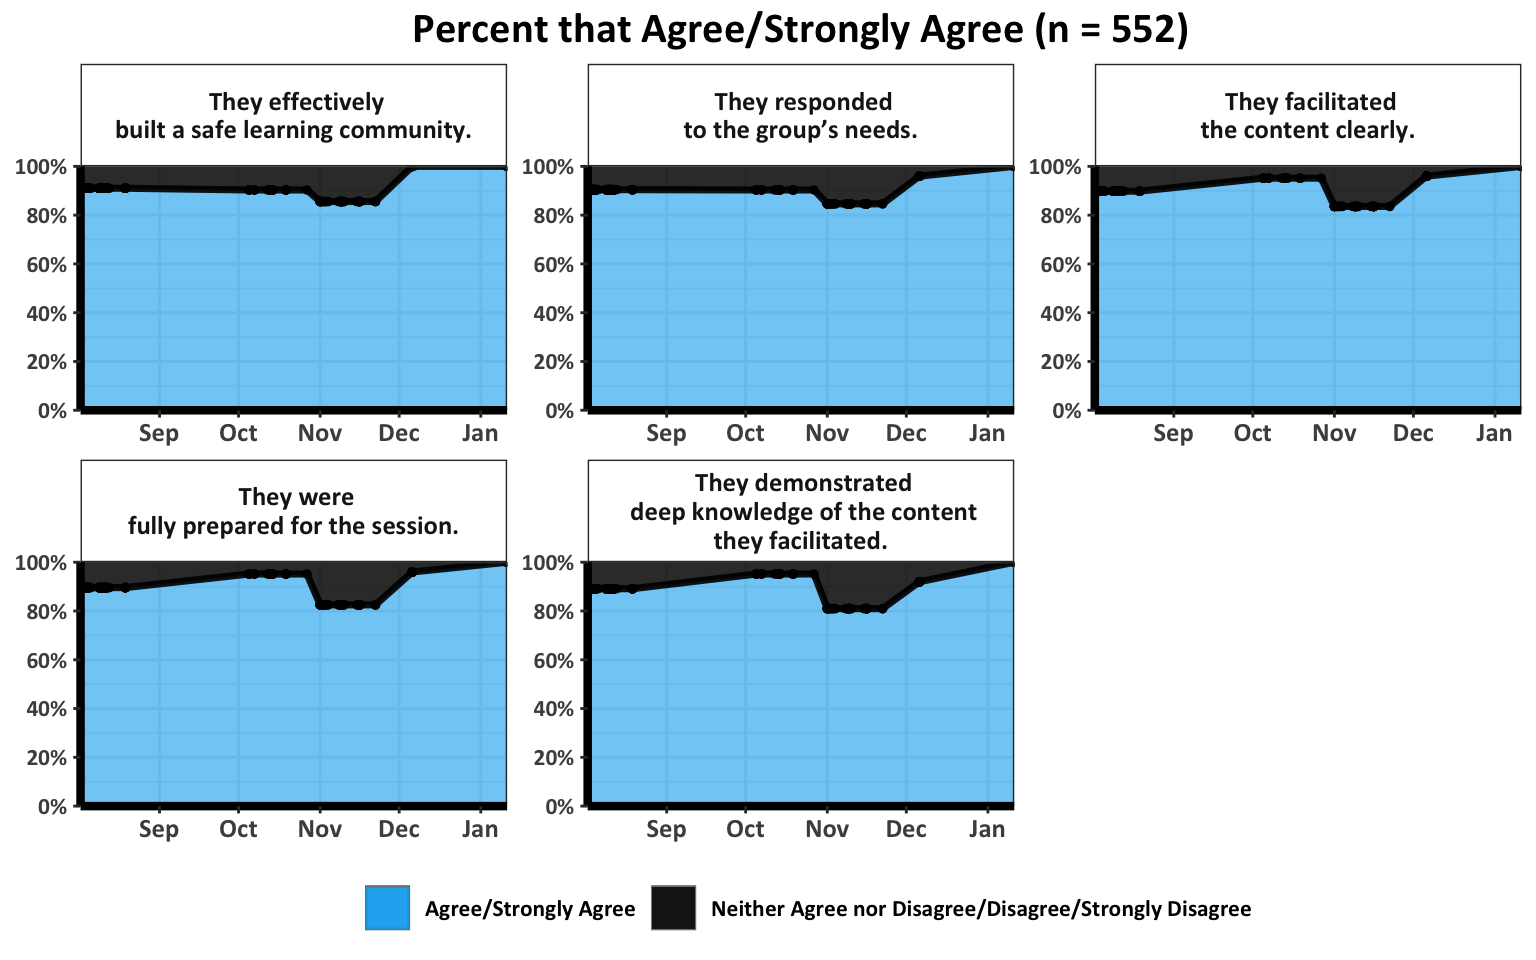 Percent that Agree/Strongly Agree (n = 552)
They effectively
built a safe learning community.
They responded
to the group’s needs.
They facilitated
the content clearly.
100%
80%
60%
40%
20%
0%
Sep Oct Nov Dec Jan
100%
80%
60%
40%
20%
0%
Sep Oct Nov Dec Jan
100%
80%
60%
40%
20%
0%
Sep Oct Nov Dec Jan
They were
fully prepared for the session.
They demonstrated
deep knowledge of the content
they facilitated.
100%
80%
60%
40%
20%
0%
Sep Oct Nov Dec Jan
100%
80%
60%
40%
20%
0%
Sep Oct Nov Dec Jan
Agree/Strongly Agree
Neither Agree nor Disagree/Disagree/Strongly Disagree